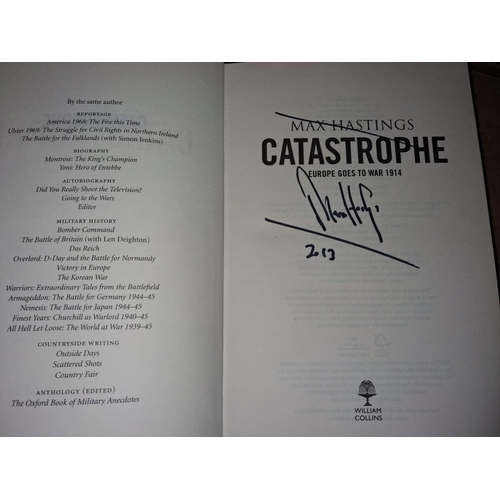 By the same author
REPORTAGE
America 1968: The Fire this Time
Ulster 1969: The Struggle for Civil Rights in Northern Ireland
The Battle for the Falklands (with Simon Jenkins)
BIOGRAPHY
Montrose: The King's Champion
Yoni: Hero of Entebbe
AUTOBIOGRAPHY
Did You Really Shoot the Television?
Going to the Wars
Editor
MILITARY HISTORY
Bomber Command
The Battle of Britain (with Len Deighton)
Das Reich
Overlord: D-Day and the Battle for Normandy
Victory in Europe
The Korean War
Warriors: Extraordinary Tales from the Battlefield
Armageddon: The Battle for Germany 1944–45
Nemesis: The Battle for Japan 1944–45
Finest Years: Churchill as Warlord 1940–45
All Hell Let Loose: The World at War 1939–45
COUNTRYSIDE WRITING
Outside Days
Scattered Shots
Country Fair
ANTHOLOGY (EDITED)
The Oxford Book of Military Anecdotes
MAX HASTINGS
CATASTROPHE
EUROPE GOES TO WAR 1914
Max Hastings
2013
WILLIAM
COLLINS